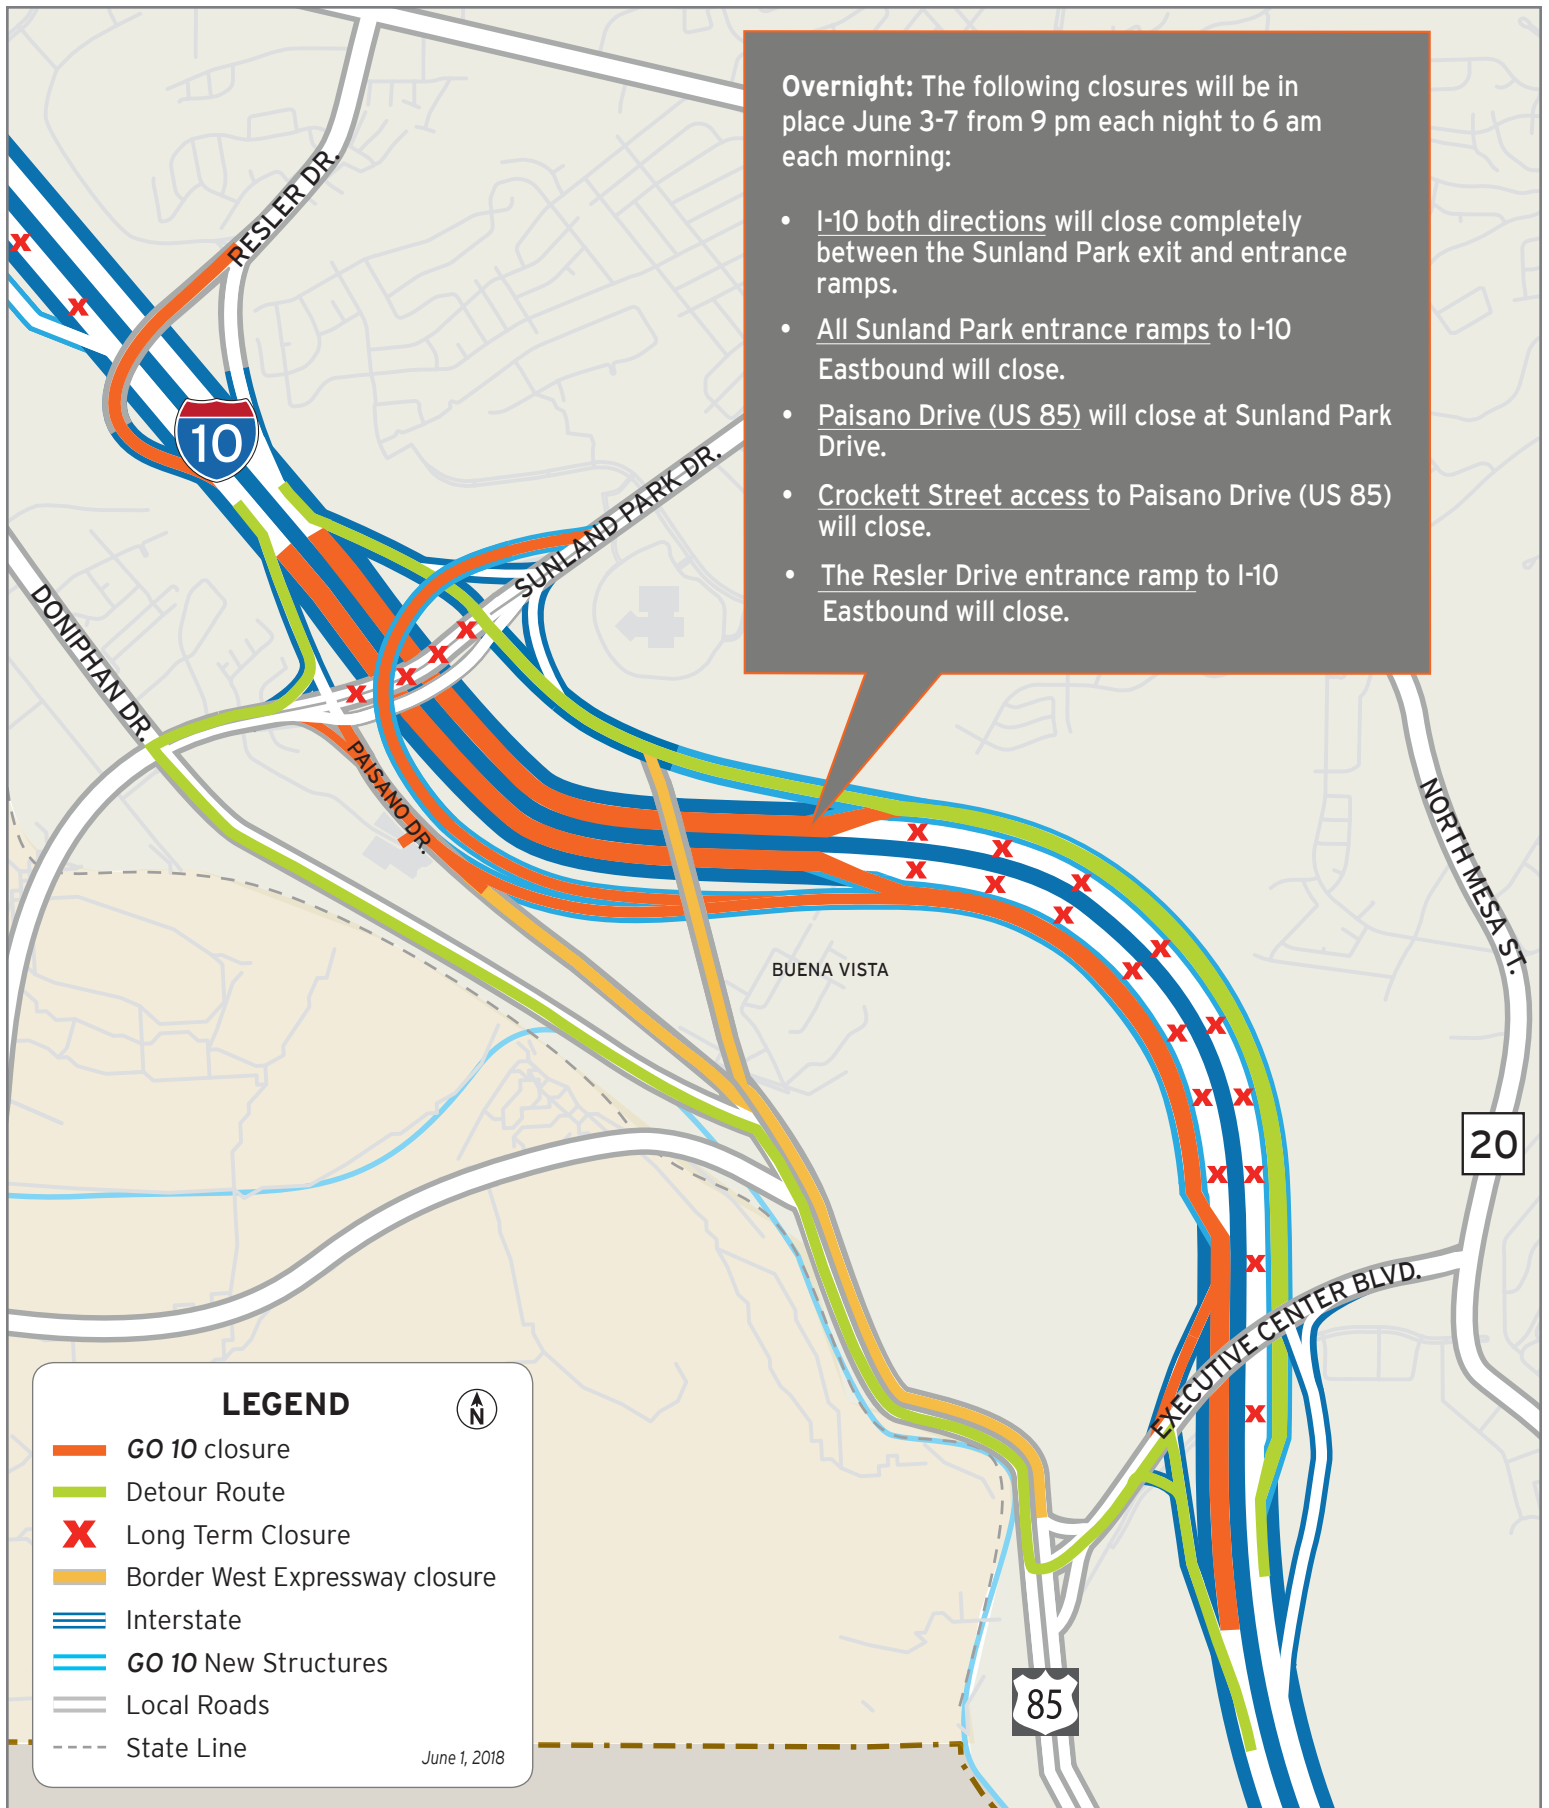 Overnight: The following closures will be in
place June 3-7 from 9 pm each night to 6 am
each morning:
• I-10 both directions will close completely
between the Sunland Park exit and entrance
ramps.
• All Sunland Park entrance ramps to I-10
Eastbound will close.
• Paisano Drive (US 85) will close at Sunland Park
Drive.
• Crockett Street access to Paisano Drive (US 85)
will close.
• The Resler Drive entrance ramp to I-10
Eastbound will close.
RESLER DR.
10
SUNLAND PARK DR.
DONIPHAN DR.
PAISANO DR.
BUENA VISTA
NORTH MESA ST.
20
EXECUTIVE CENTER BLVD.
85
LEGEND
N
GO 10 closure
Detour Route
X Long Term Closure
Border West Expressway closure
Interstate
GO 10 New Structures
Local Roads
State Line
June 1, 2018